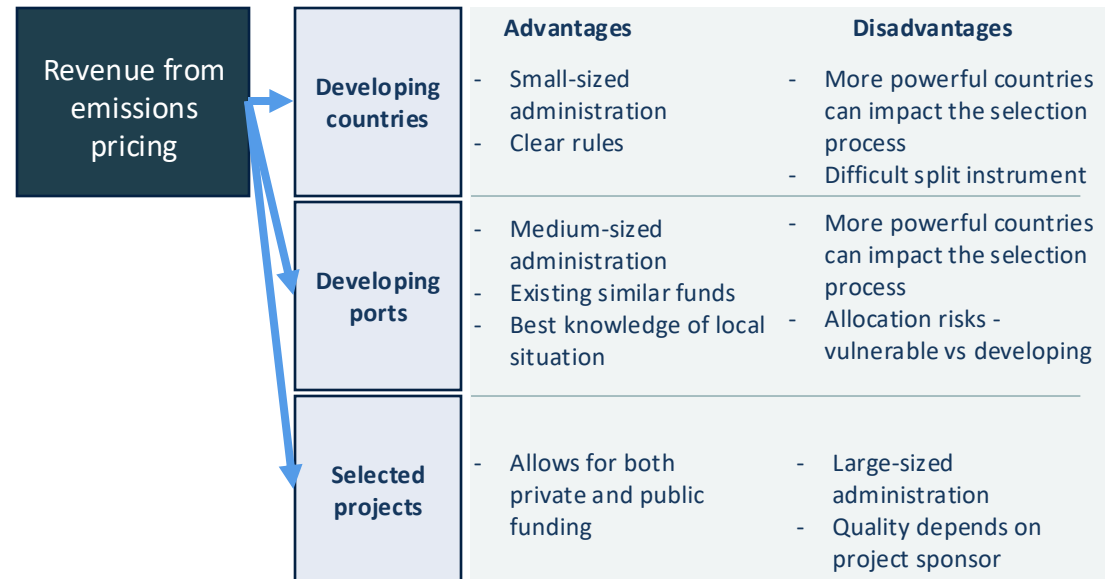 Revenue from
emissions
pricing
Advantages
Disadvantages
Developing
countries
- Small-sized
administration
- Clear rules
- More powerful countries
can impact the selection
process
- Difficult split instrument
Developing
ports
- Medium-sized
administration
- Existing similar funds
- Best knowledge of local
situation
- More powerful countries
can impact the selection
process
- Allocation risks -
vulnerable vs developing
Selected
projects
- Allows for both
private and public
funding
- Large-sized
administration
- Quality depends on
project sponsor